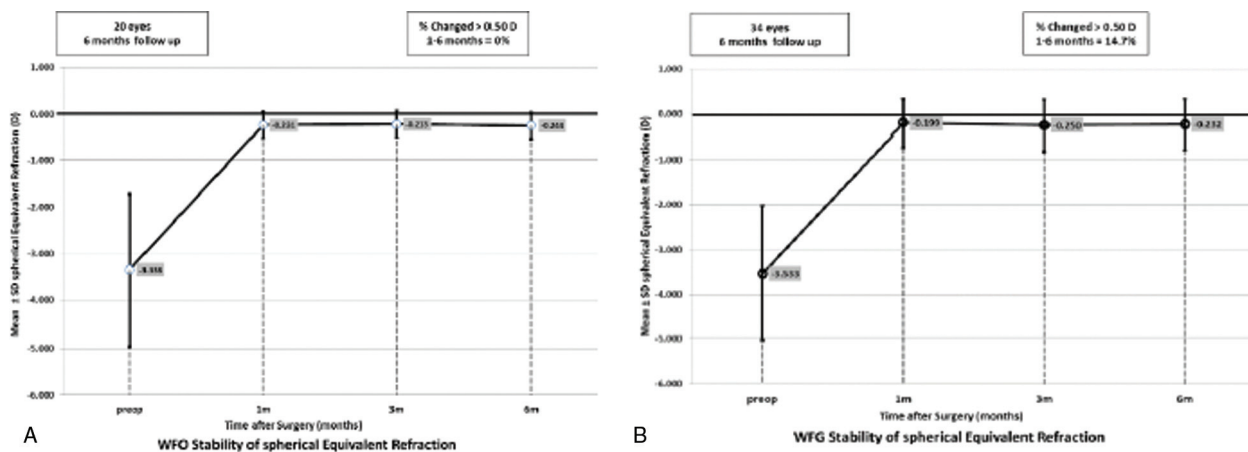 20 eyes
6 months follow up
% Changed > 0.50 D
1-6 months = 0%
1.000
0.000
-1.000
-2.000
-3.000
-4.000
-5.000
-6.000
Mean ± SD spherical Equivalent Refraction (D)
preop
1m
3m
6m
Time after Surgery (months)
A
WFO Stability of spherical Equivalent Refraction
34 eyes
6 months follow up
% Changed > 0.50 D
1-6 months = 14.7%
1.000
0.000
-1.000
-2.000
-3.000
-4.000
-5.000
-6.000
Mean ± SD spherical Equivalent Refraction (D)
-3.533
-0.199
-0.250
-0.232
preop
1m
3m
6m
Time after Surgery (months)
B
WFG Stability of spherical Equivalent Refraction